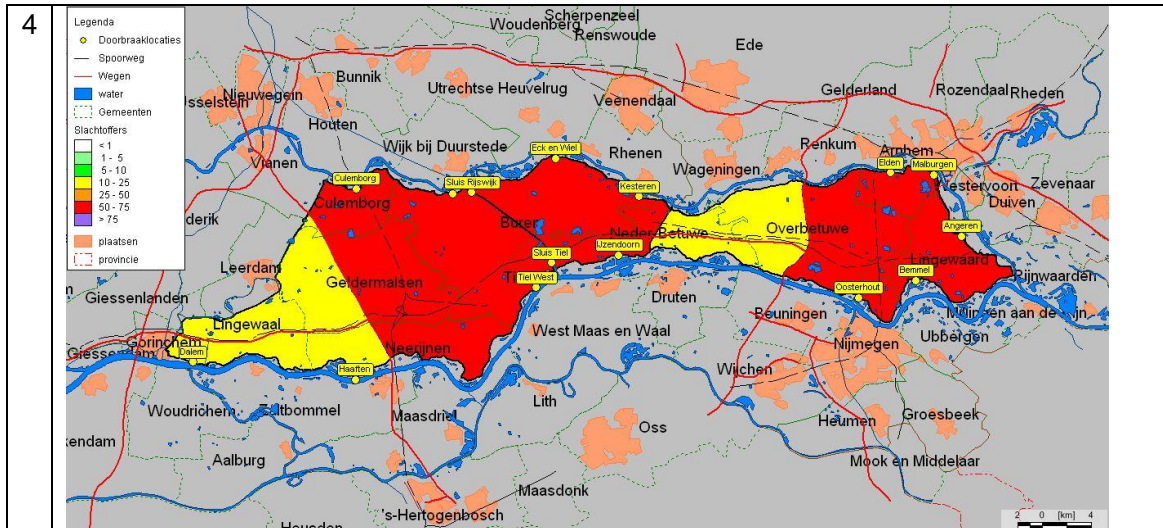 4
Legenda
Doorbraaklocaties
Spoorweg
Wegen
water
Gemeenten
Slachtoffers
< 1
1 - 5
5 - 10
10 - 25
25 - 50
50 - 75
> 75
plaatsen
provincie
Scherpenzeel
Woudenberg
Renswoude
Ede
Bunnik
Nieuwegein
Utrechtse Heuvelrug
Veenendaal
Gelderland
Rozendaal
Rheden
Houten
Vianen
Wijk bij Duurstede
Eck en Wiel
Rhenen
Wageningen
Renkum
Arnhem
Elden
Malburgen
Westervoort
Zevenaar
Duiven
Culemborg
Culemborg
Sluis Rijswijk
Kesteren
Buren
Neder-Betuwe
Overbetuwe
Angeren
Lingewaard
Rijnwaarden
Leerdam
Giessenlanden
Geldermalsen
Sluis Tiel
IJzendoorn
Tiel West
Druten
Oosterhout
Bemmel
Lingewaal
Gorinchem
Dalem
Haaften
Neerijnen
West Maas en Waal
Beuningen
Nijmegen
Ubbergen
Wijchen
Woudrichem
Zaltbommel
Maasdriel
Lith
Oss
Heumen
Groesbeek
Aalburg
Mook en Middelaar
Maasdonk
's-Hertogenbosch
2 0 [km] 4